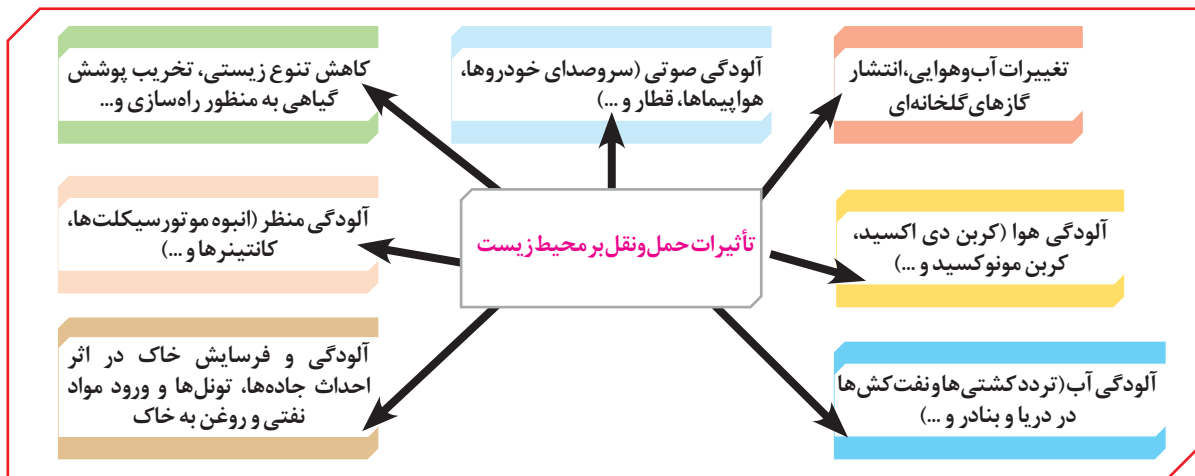 تغییرات آب‌وهوایی،انتشار
گازهای گلخانه‌ای
آلودگی صوتی (سروصدای خودروها،
هواپیماها، قطار و ...)
کاهش تنوع زیستی، تخریب پوشش
گیاهی به منظور راه‌سازی و...
تأثیرات حمل‌ونقل بر محیط زیست
آلودگی هوا (کربن دی اکسید،
کربن مونوکسید و ...)
آلودگی منظر (انبوه موتورسیکلت‌ها،
کانتینرها و ...)
آلودگی آب(تردد کشتی‌ها و نفت‌کش‌ها
در دریا و بنادر و ...)
آلودگی و فرسایش خاک در اثر
احداث جاده‌ها، تونل‌ها و ورود مواد
نفتی و روغن به خاک